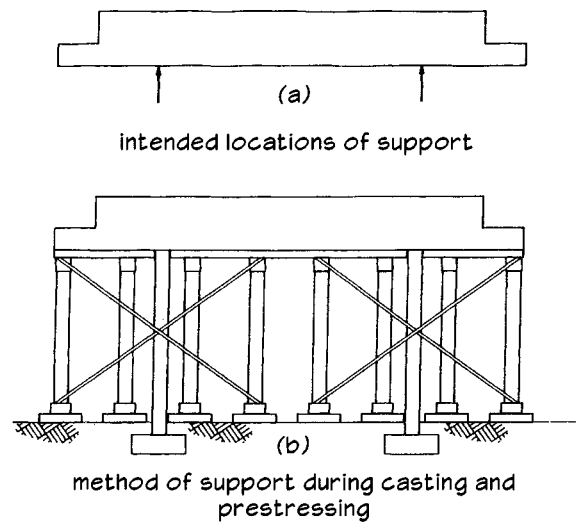 (a)
intended locations of support
(b)
method of support during casting and
prestressing